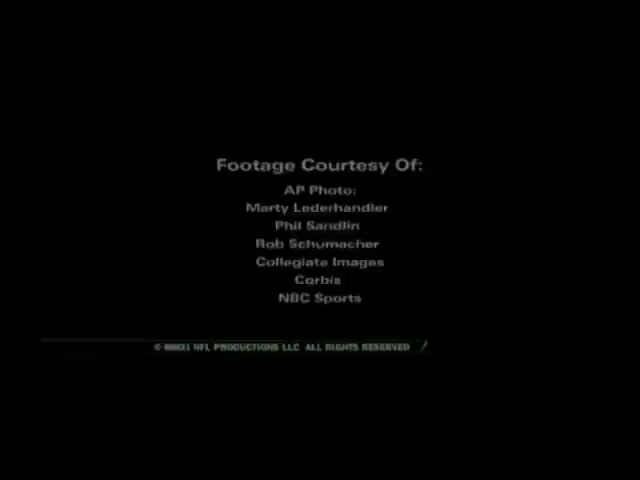 Footage Courtesy Of:
AP Photo:
Marty Lederhandler
Phil Sandlin
Rob Schumacher
Collegiate Images
Corbis
NBC Sports
© NFL PRODUCTIONS LLC ALL RIGHTS RESERVED